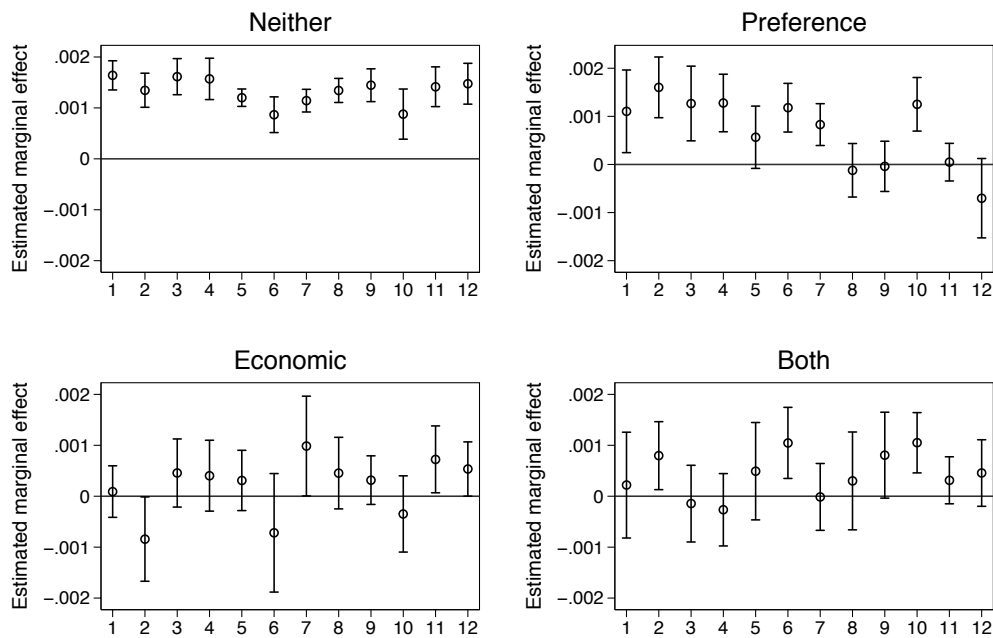 Neither
Estimated marginal effect
.002
.001
0
−.001
−.002
1 2 3 4 5 6 7 8 9 10 11 12
Preference
Estimated marginal effect
.002
.001
0
−.001
−.002
1 2 3 4 5 6 7 8 9 10 11 12
Economic
Estimated marginal effect
.002
.001
0
−.001
−.002
1 2 3 4 5 6 7 8 9 10 11 12
Both
Estimated marginal effect
.002
.001
0
−.001
−.002
1 2 3 4 5 6 7 8 9 10 11 12